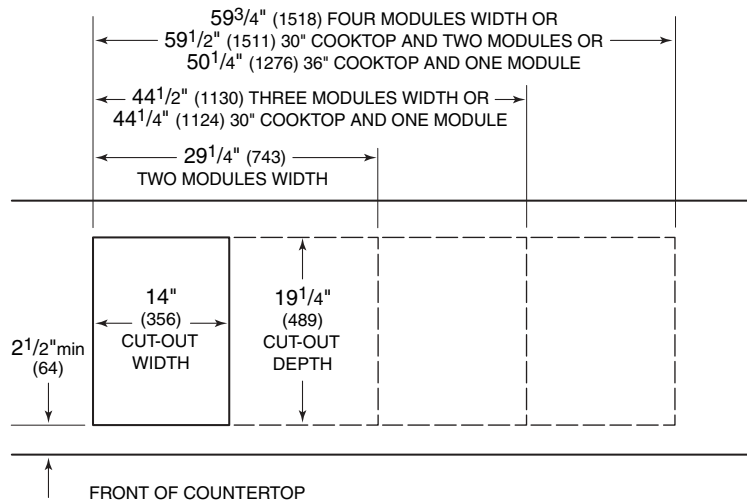 59 3/4" (1518) FOUR MODULES WIDTH OR
59 1/2" (1511) 30" COOKTOP AND TWO MODULES OR
50 1/4" (1276) 36" COOKTOP AND ONE MODULE
44 1/2" (1130) THREE MODULES WIDTH OR
44 1/4" (1124) 30" COOKTOP AND ONE MODULE
29 1/4" (743)
TWO MODULES WIDTH
14"
(356)
CUT-OUT
WIDTH
19 1/4"
(489)
CUT-OUT
DEPTH
2 1/2"min
(64)
FRONT OF COUNTERTOP